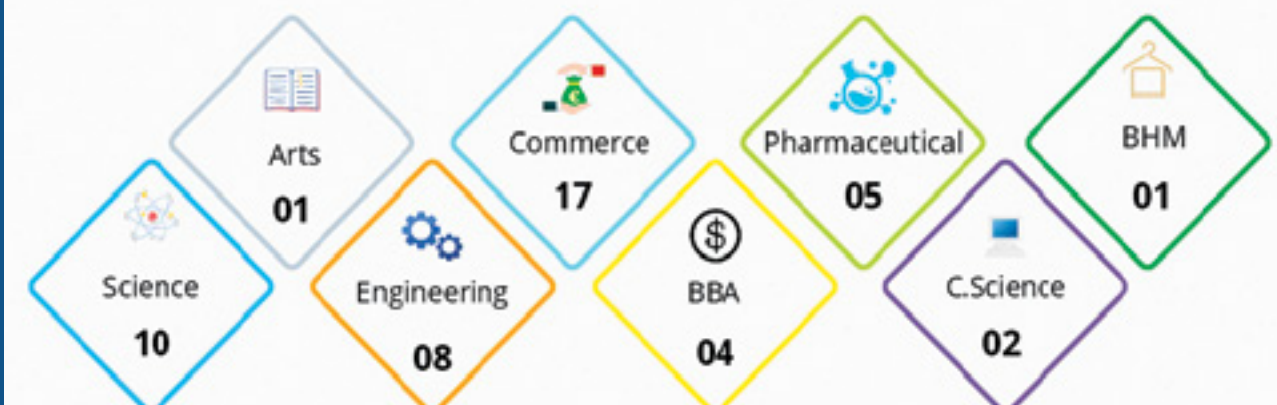 Science
10
Arts
01
Engineering
08
Commerce
17
BBA
04
Pharmaceutical
05
C.Science
02
BHM
01